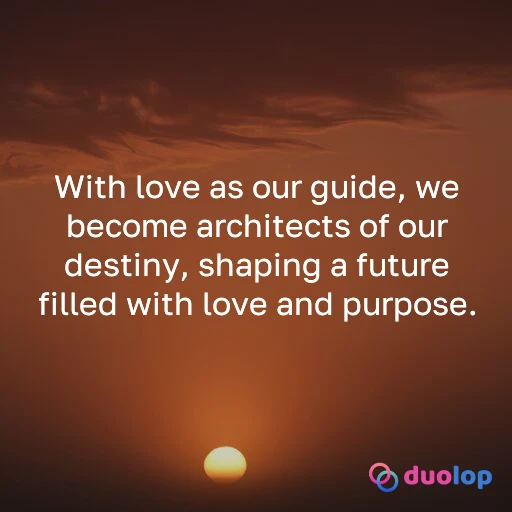 With love as our guide, we
become architects of our
destiny, shaping a future
filled with love and purpose.
duolop